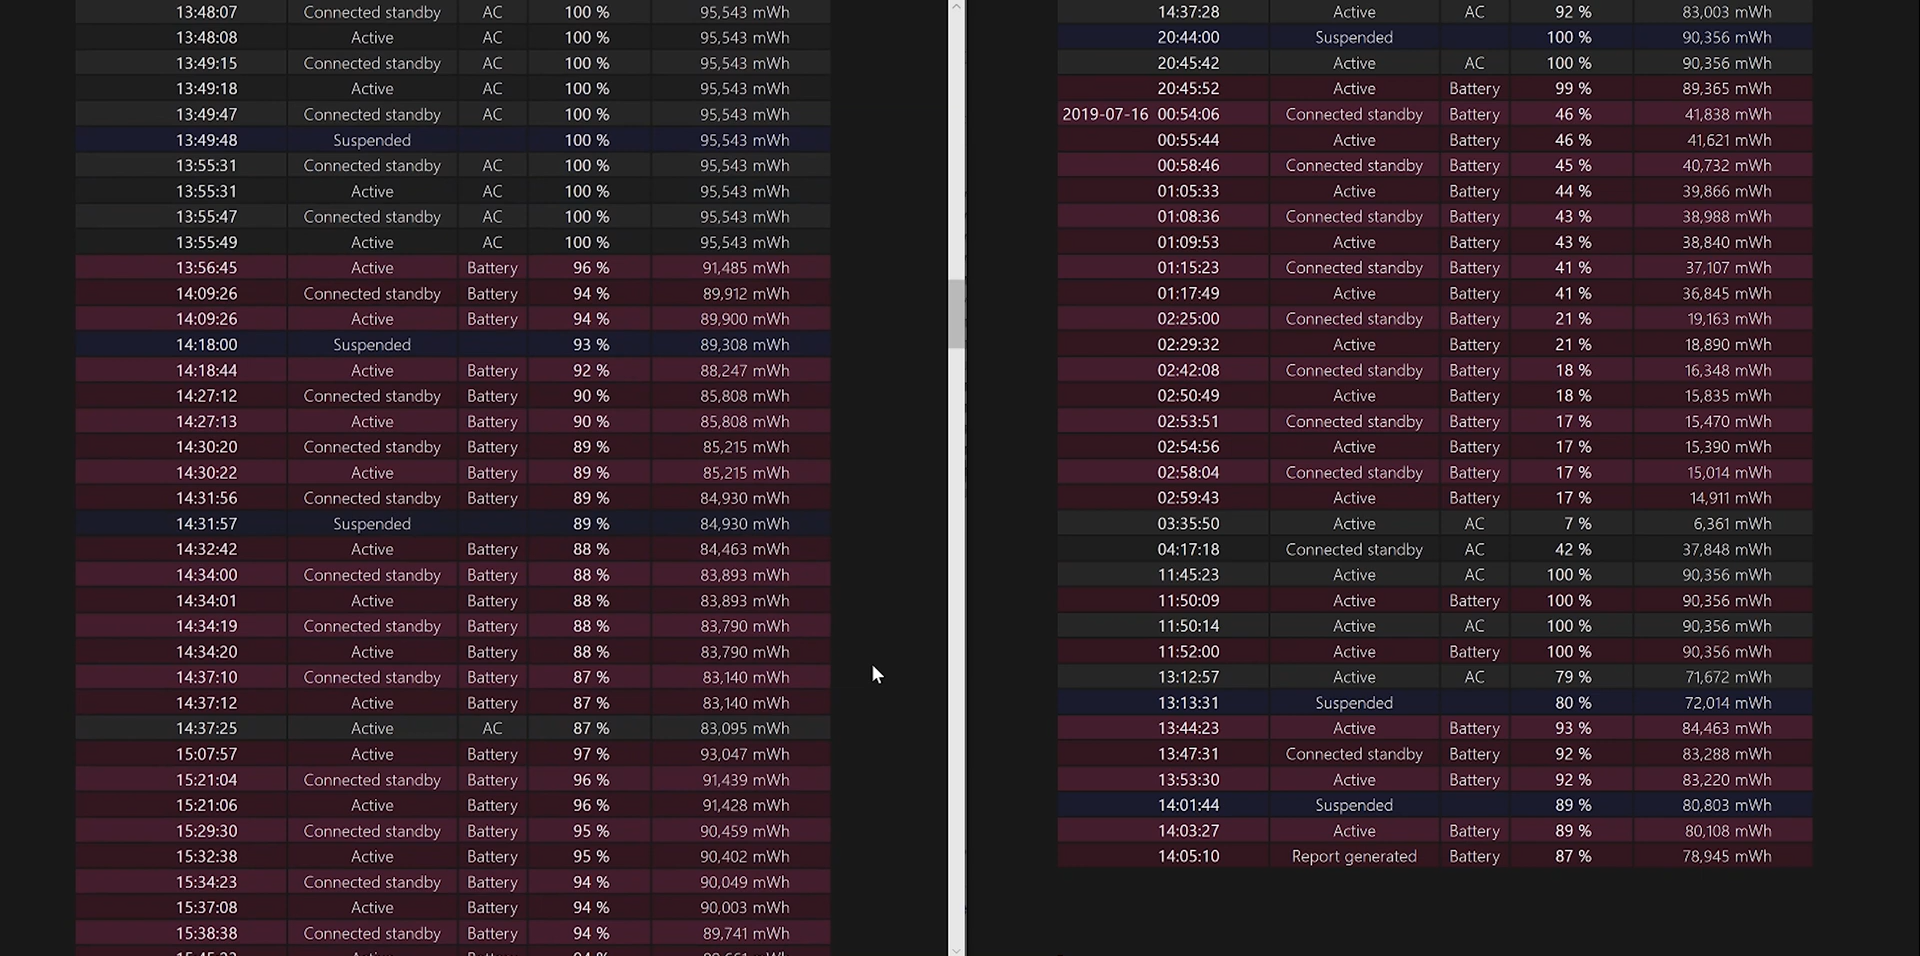 13:48:07 Connected standby AC 100 % 95,543 mWh
13:48:08 Active AC 100 % 95,543 mWh
13:49:15 Connected standby AC 100 % 95,543 mWh
13:49:18 Active AC 100 % 95,543 mWh
13:49:47 Connected standby AC 100 % 95,543 mWh
13:49:48 Suspended 100 % 95,543 mWh
13:55:31 Connected standby AC 100 % 95,543 mWh
13:55:31 Active AC 100 % 95,543 mWh
13:55:47 Connected standby AC 100 % 95,543 mWh
13:55:49 Active AC 100 % 95,543 mWh
13:56:45 Active Battery 96 % 91,485 mWh
14:09:26 Connected standby Battery 94 % 89,912 mWh
14:09:26 Active Battery 94 % 89,900 mWh
14:18:00 Suspended 93 % 89,308 mWh
14:18:44 Active Battery 92 % 88,247 mWh
14:27:12 Connected standby Battery 90 % 85,808 mWh
14:27:13 Active Battery 90 % 85,808 mWh
14:30:20 Connected standby Battery 89 % 85,215 mWh
14:30:22 Active Battery 89 % 85,215 mWh
14:31:56 Connected standby Battery 89 % 84,930 mWh
14:31:57 Suspended 89 % 84,930 mWh
14:32:42 Active Battery 88 % 84,463 mWh
14:34:00 Connected standby Battery 88 % 83,893 mWh
14:34:01 Active Battery 88 % 83,893 mWh
14:34:19 Connected standby Battery 88 % 83,790 mWh
14:34:20 Active Battery 88 % 83,790 mWh
14:37:10 Connected standby Battery 87 % 83,140 mWh
14:37:12 Active Battery 87 % 83,140 mWh
14:37:25 Active AC 87 % 83,095 mWh
15:07:57 Active Battery 97 % 93,047 mWh
15:21:04 Connected standby Battery 96 % 91,439 mWh
15:21:06 Active Battery 96 % 91,428 mWh
15:29:30 Connected standby Battery 95 % 90,459 mWh
15:32:38 Active Battery 95 % 90,402 mWh
15:34:23 Connected standby Battery 94 % 90,049 mWh
15:37:08 Active Battery 94 % 90,003 mWh
15:38:38 Connected standby Battery 94 % 89,741 mWh
14:37:28 Active AC 92 % 83,003 mWh
20:44:00 Suspended 100 % 90,356 mWh
20:45:42 Active AC 100 % 90,356 mWh
20:45:52 Active Battery 99 % 89,365 mWh
2019-07-16 00:54:06 Connected standby Battery 46 % 41,838 mWh
00:55:44 Active Battery 46 % 41,621 mWh
00:58:46 Connected standby Battery 45 % 40,732 mWh
01:05:33 Active Battery 44 % 39,866 mWh
01:08:36 Connected standby Battery 43 % 38,988 mWh
01:09:53 Active Battery 43 % 38,840 mWh
01:15:23 Connected standby Battery 41 % 37,107 mWh
01:17:49 Active Battery 41 % 36,845 mWh
02:25:00 Connected standby Battery 21 % 19,163 mWh
02:29:32 Active Battery 21 % 18,890 mWh
02:42:08 Connected standby Battery 18 % 16,348 mWh
02:50:49 Active Battery 18 % 15,835 mWh
02:53:51 Connected standby Battery 17 % 15,470 mWh
02:54:56 Active Battery 17 % 15,390 mWh
02:58:04 Connected standby Battery 17 % 15,014 mWh
02:59:43 Active Battery 17 % 14,911 mWh
03:35:50 Active AC 7 % 6,361 mWh
04:17:18 Connected standby AC 42 % 37,848 mWh
11:45:23 Active AC 100 % 90,356 mWh
11:50:09 Active Battery 100 % 90,356 mWh
11:50:14 Active AC 100 % 90,356 mWh
11:52:00 Active Battery 100 % 90,356 mWh
13:12:57 Active AC 79 % 71,672 mWh
13:13:31 Suspended 80 % 72,014 mWh
13:44:23 Active Battery 93 % 84,463 mWh
13:47:31 Connected standby Battery 92 % 83,288 mWh
13:53:30 Active Battery 92 % 83,220 mWh
14:01:44 Suspended 89 % 80,803 mWh
14:03:27 Active Battery 89 % 80,108 mWh
14:05:10 Report generated Battery 87 % 78,945 mWh